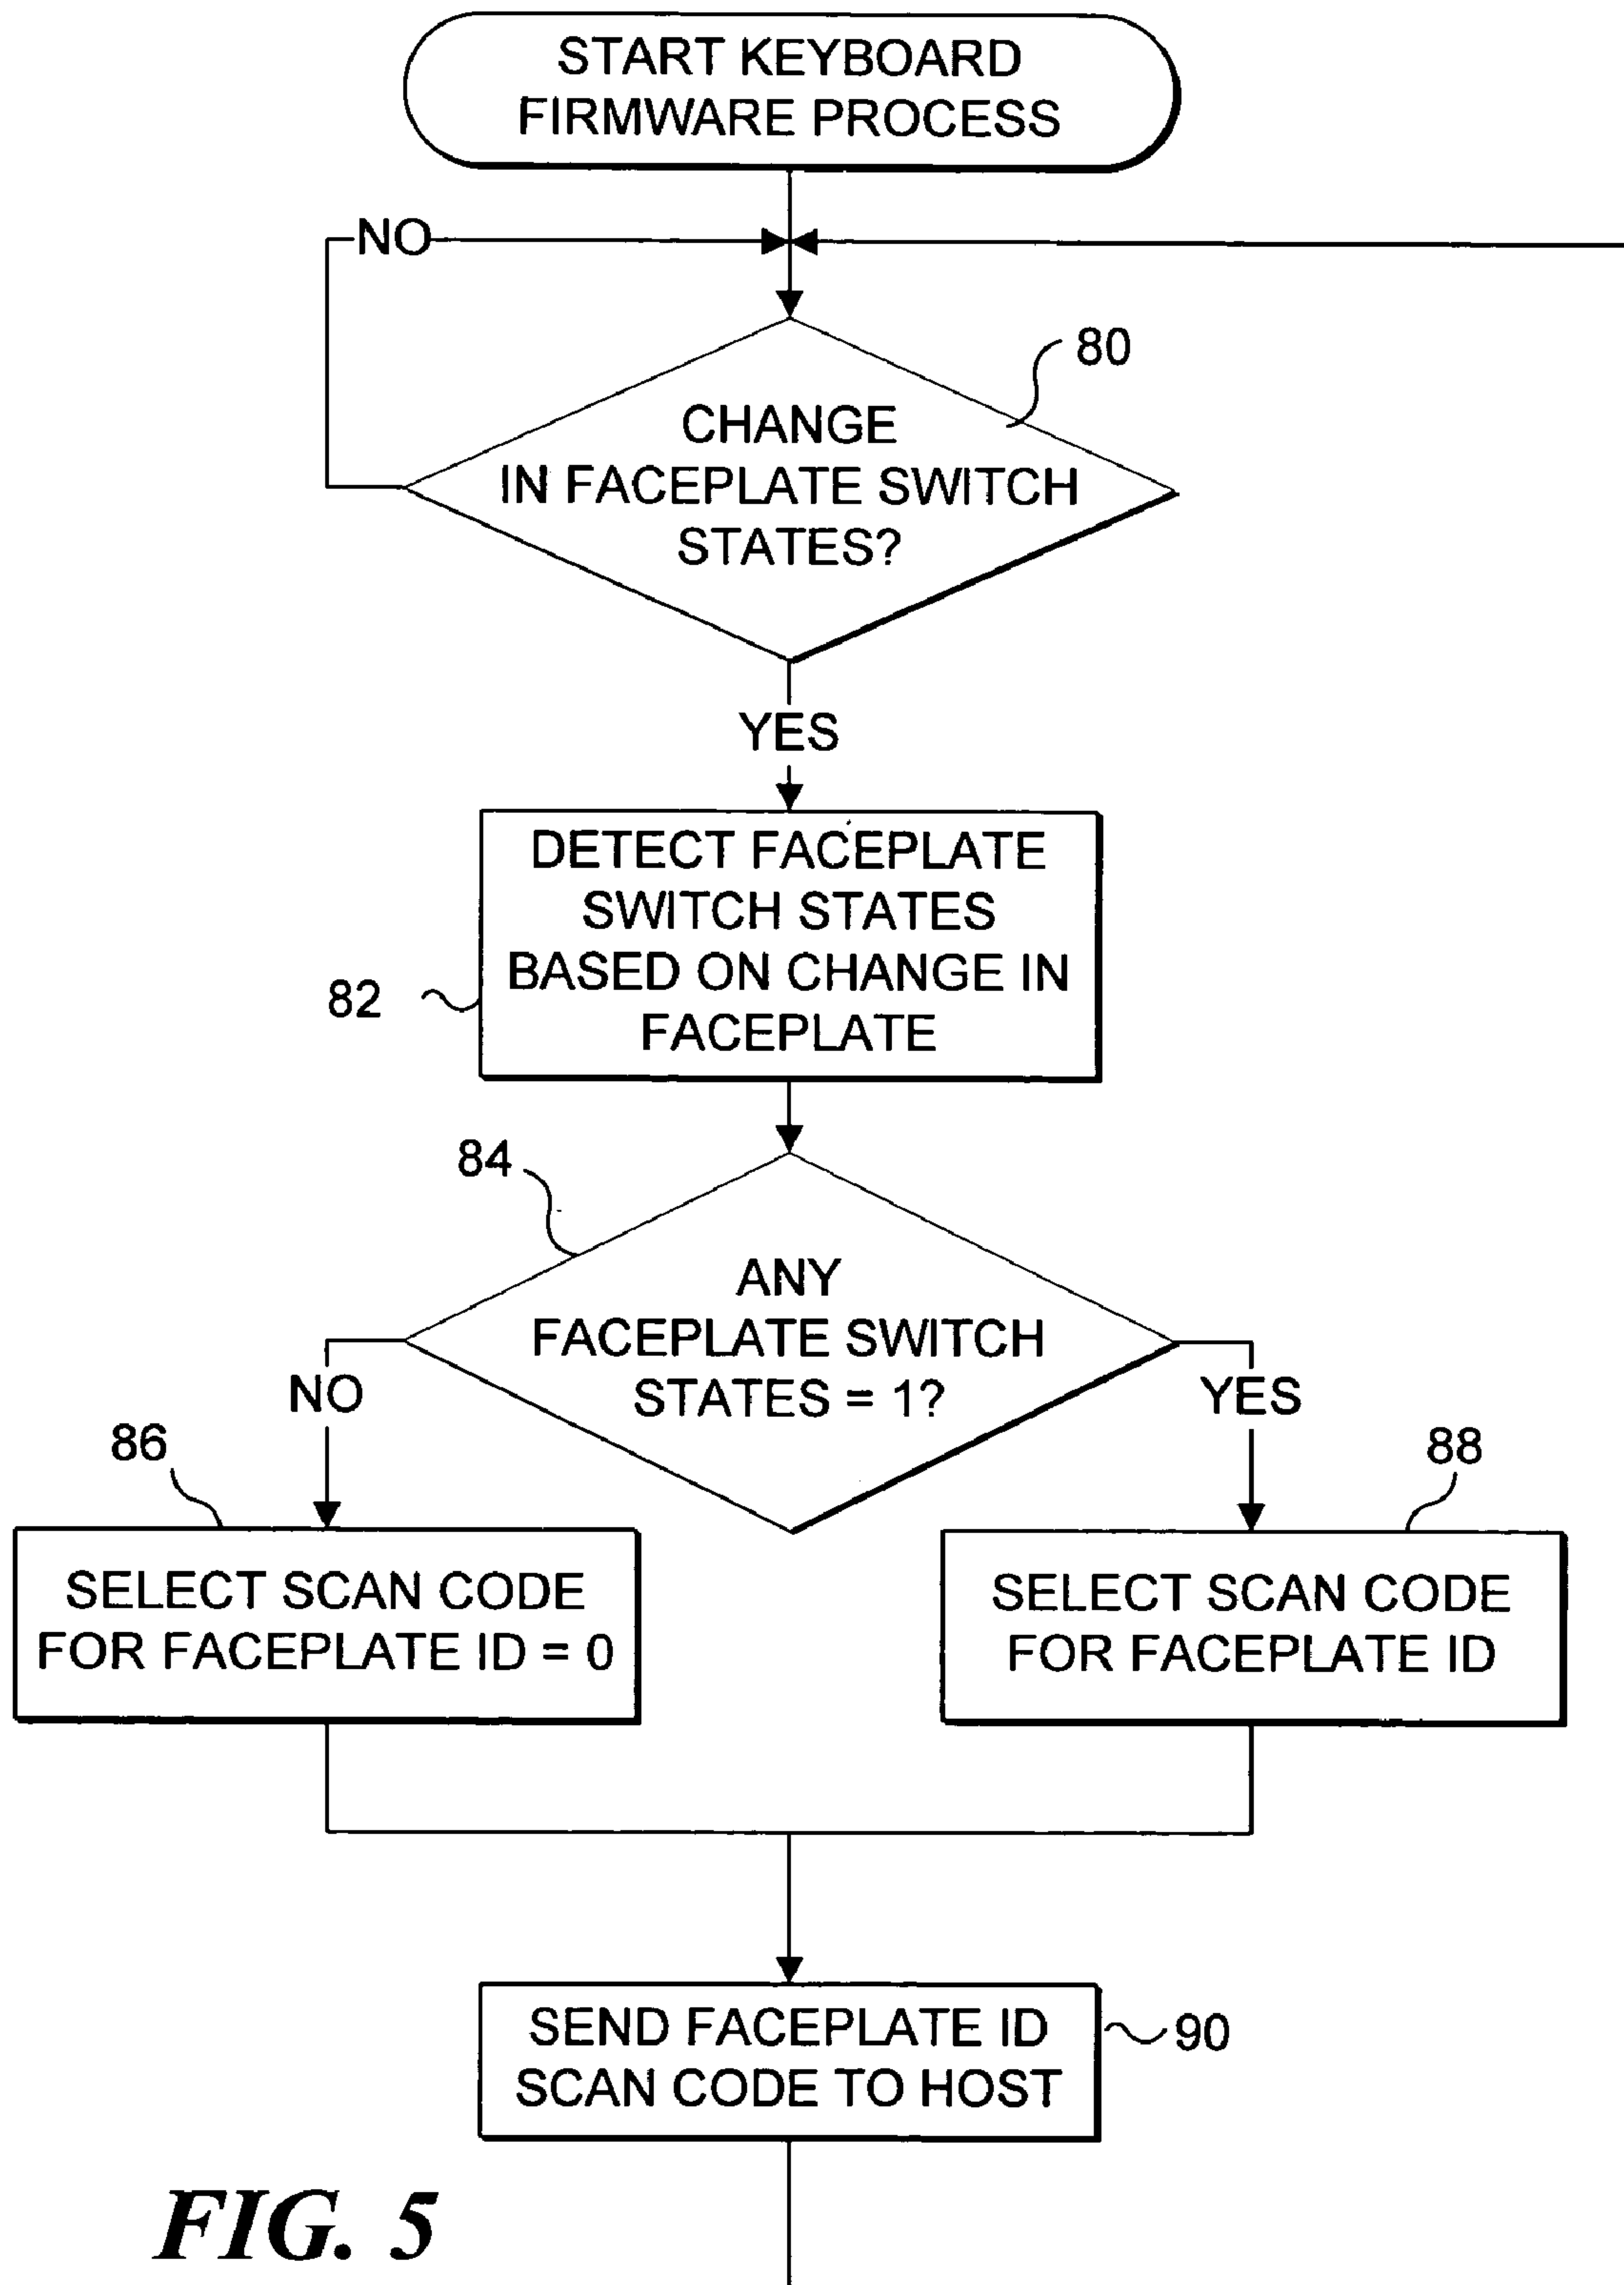 START KEYBOARD
FIRMWARE PROCESS
NO
80
CHANGE
IN FACEPLATE SWITCH
STATES?
YES
DETECT FACEPLATE
SWITCH STATES
BASED ON CHANGE IN
FACEPLATE
82
84
ANY
FACEPLATE SWITCH
STATES = 1?
NO
YES
86
88
SELECT SCAN CODE
FOR FACEPLATE ID = 0
SELECT SCAN CODE
FOR FACEPLATE ID
SEND FACEPLATE ID
SCAN CODE TO HOST
90
FIG. 5